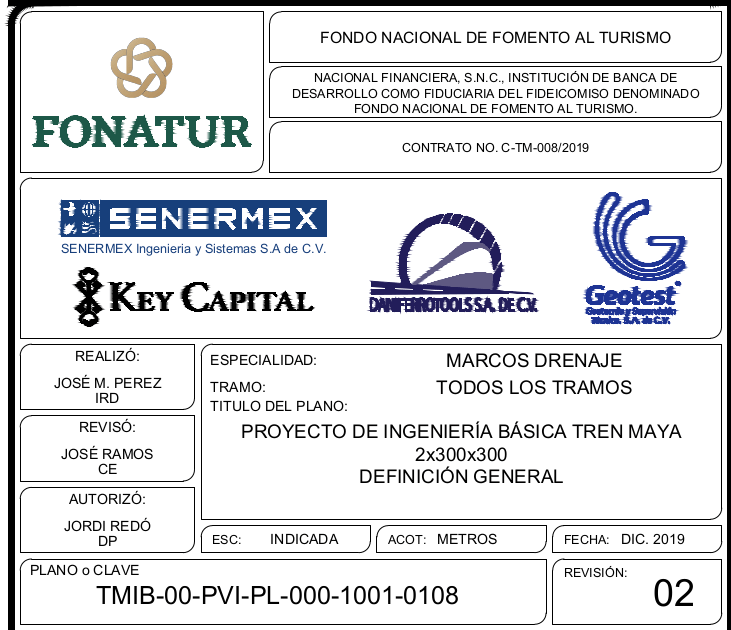 FONATUR
FONDO NACIONAL DE FOMENTO AL TURISMO
NACIONAL FINANCIERA, S.N.C., INSTITUCIÓN DE BANCA DE
DESARROLLO COMO FIDUCIARIA DEL FIDEICOMISO DENOMINADO
FONDO NACIONAL DE FOMENTO AL TURISMO.
CONTRATO NO. C-TM-008/2019
SENERMEX
SENERMEX Ingenieria y Sistemas S.A de C.V.
KEY CAPITAL
DANIFERROTOOLS S.A. DE C.V.
Geotest
Geotecnia y Supervisión
Técnica, S.A. de C.V.
REALIZÓ:
JOSÉ M. PEREZ
IRD
REVISÓ:
JOSÉ RAMOS
CE
AUTORIZÓ:
JORDI REDÓ
DP
ESPECIALIDAD: MARCOS DRENAJE
TRAMO: TODOS LOS TRAMOS
TITULO DEL PLANO:
PROYECTO DE INGENIERÍA BÁSICA TREN MAYA
2x300x300
DEFINICIÓN GENERAL
ESC: INDICADA
ACOT: METROS
FECHA: DIC. 2019
PLANO o CLAVE
TMIB-00-PVI-PL-000-1001-0108
REVISIÓN:
02